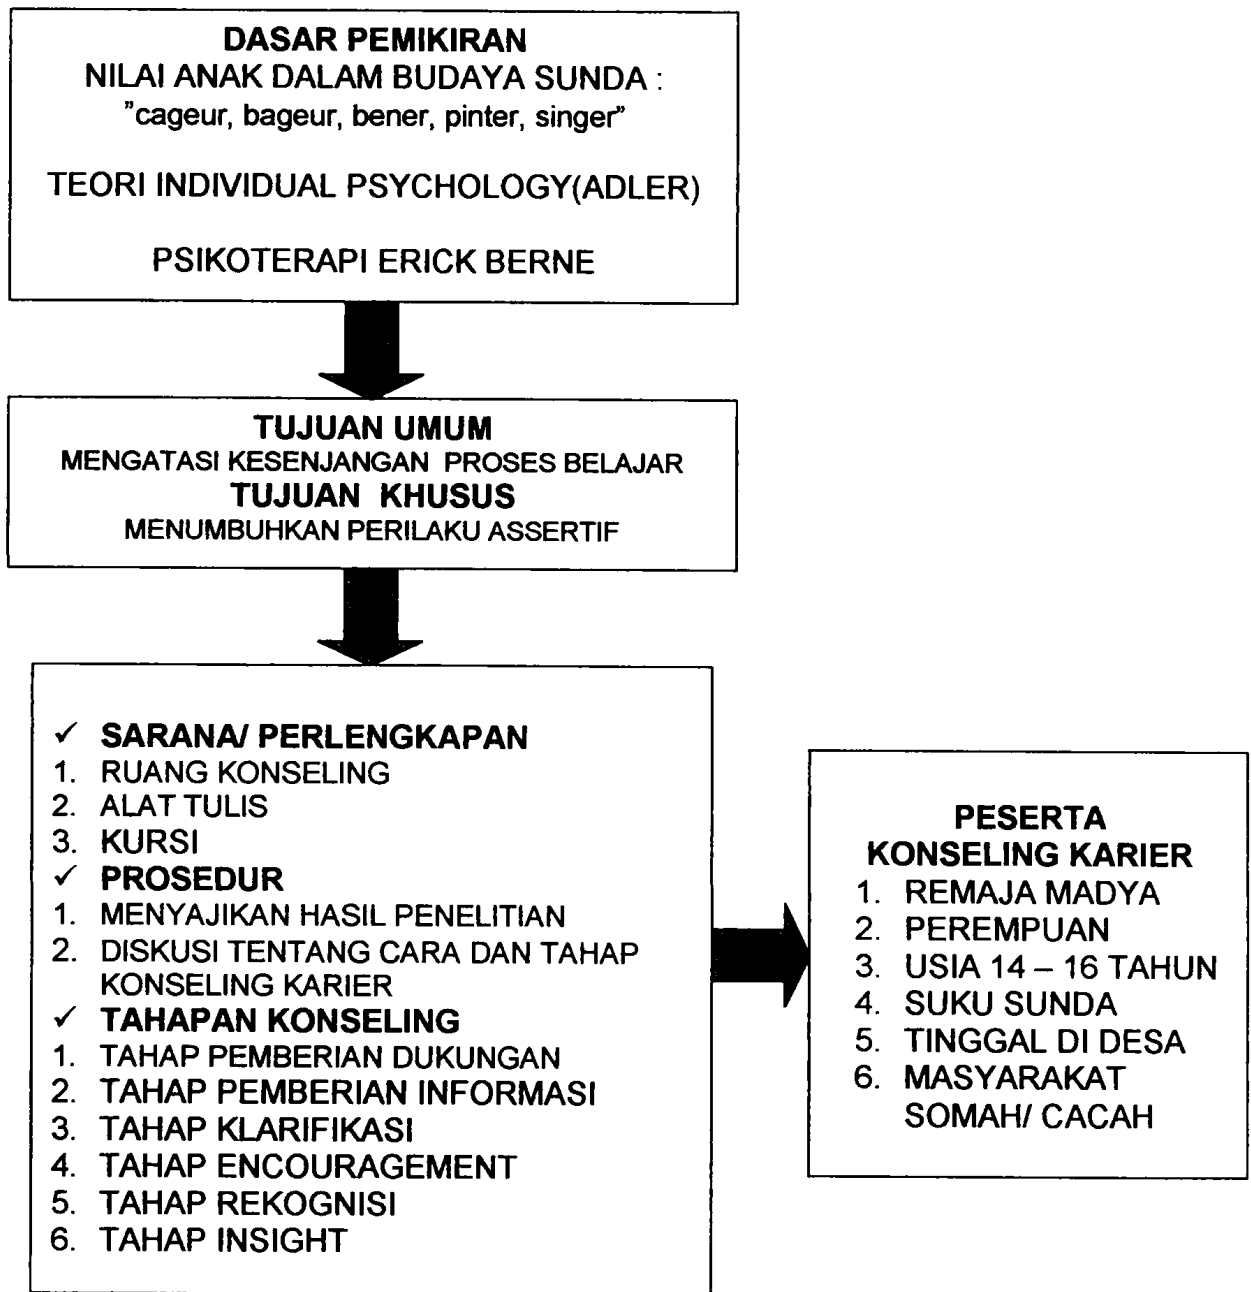 DASAR PEMIKIRAN
NILAI ANAK DALAM BUDAYA SUNDA :
"cageur, bageur, bener, pinter, singer"
TEORI INDIVIDUAL PSYCHOLOGY(ADLER)
PSIKOTERAPI ERICK BERNE
TUJUAN UMUM
MENGATASI KESENJANGAN PROSES BELAJAR
TUJUAN KHUSUS
MENUMBUHKAN PERILAKU ASSERTIF
✓ SARANA/ PERLENGKAPAN
1. RUANG KONSELING
2. ALAT TULIS
3. KURSI
✓ PROSEDUR
1. MENYAJIKAN HASIL PENELITIAN
2. DISKUSI TENTANG CARA DAN TAHAP
KONSELING KARIER
✓ TAHAPAN KONSELING
1. TAHAP PEMBERIAN DUKUNGAN
2. TAHAP PEMBERIAN INFORMASI
3. TAHAP KLARIFIKASI
4. TAHAP ENCOURAGEMENT
5. TAHAP REKOGNISI
6. TAHAP INSIGHT
PESERTA
KONSELING KARIER
1. REMAJA MADYA
2. PEREMPUAN
3. USIA 14 – 16 TAHUN
4. SUKU SUNDA
5. TINGGAL DI DESA
6. MASYARAKAT
SOMAH/ CACAH